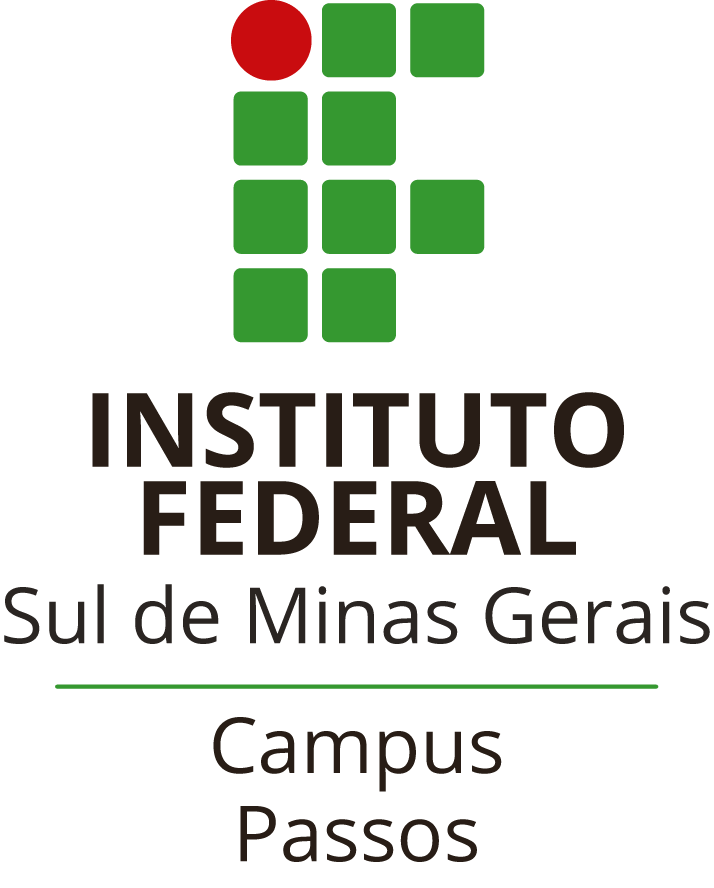 INSTITUTO
FEDERAL
Sul de Minas Gerais
Campus
Passos